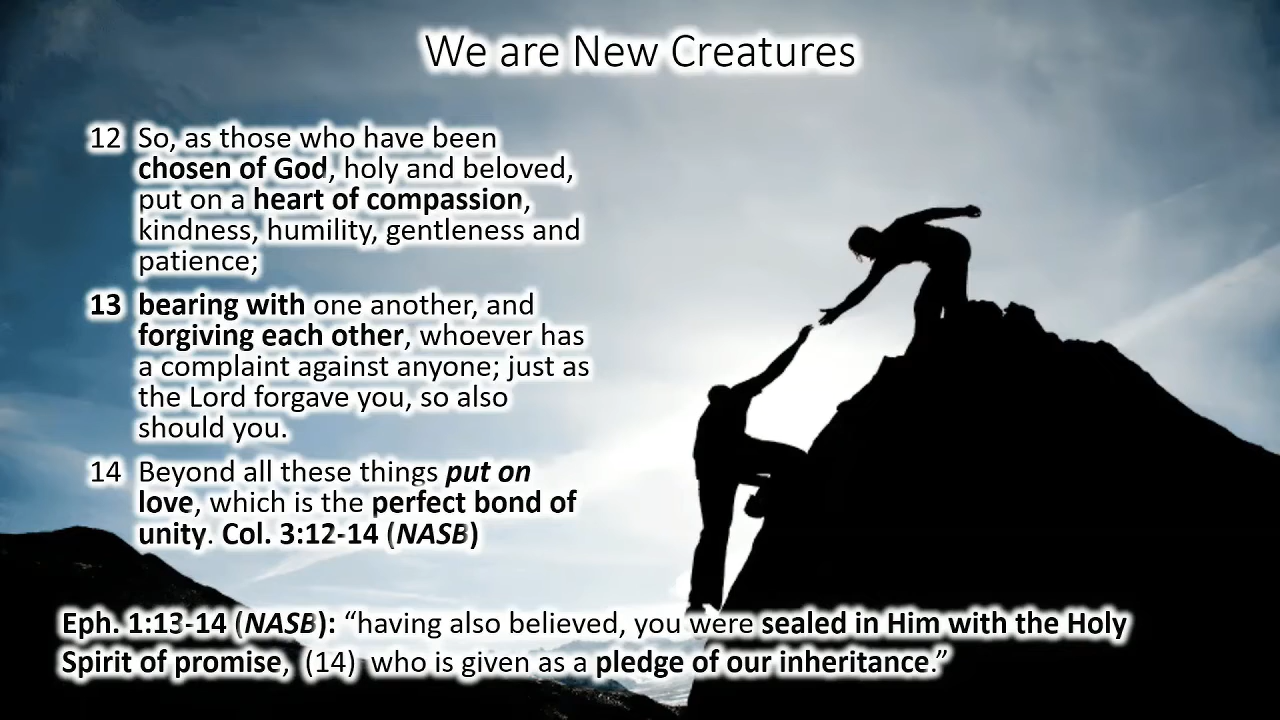 We are New Creatures
12 So, as those who have been
chosen of God, holy and beloved,
put on a heart of compassion,
kindness, humility, gentleness and
patience;
13 bearing with one another, and
forgiving each other, whoever has
a complaint against anyone; just as
the Lord forgave you, so also
should you.
14 Beyond all these things put on
love, which is the perfect bond of
unity. Col. 3:12-14 (NASB)
Eph. 1:13-14 (NASB): “having also believed, you were sealed in Him with the Holy
Spirit of promise, (14) who is given as a pledge of our inheritance.”